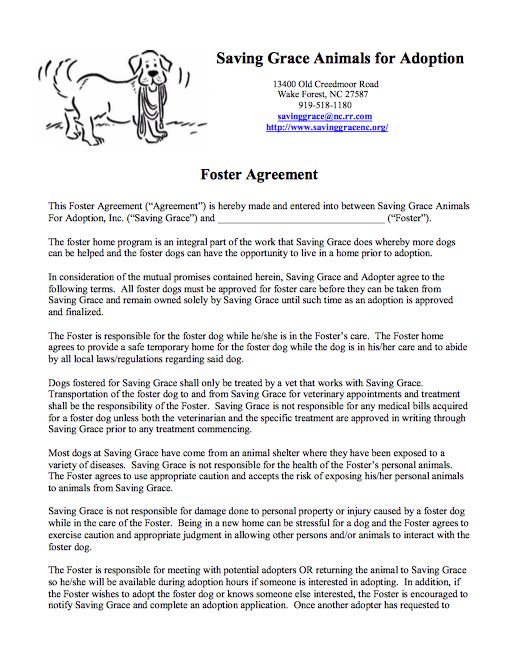 Saving Grace Animals for Adoption
13400 Old Creedmoor Road
Wake Forest, NC 27587
919-518-1180
savinggrace@nc.rr.com
http://www.savinggracenc.org/
Foster Agreement
This Foster Agreement (“Agreement”) is hereby made and entered into between Saving Grace Animals
For Adoption, Inc. (“Saving Grace”) and _________________________________ (“Foster”).
The foster home program is an integral part of the work that Saving Grace does whereby more dogs
can be helped and the foster dogs can have the opportunity to live in a home prior to adoption.
In consideration of the mutual promises contained herein, Saving Grace and Adopter agree to the
following terms.  All foster dogs must be approved for foster care before they can be taken from
Saving Grace and remain owned solely by Saving Grace until such time as an adoption is approved
and finalized.
The Foster is responsible for the foster dog while he/she is in the Foster’s care.  The Foster home
agrees to provide a safe temporary home for the foster dog while the dog is in his/her care and to abide
by all local laws/regulations regarding said dog.
Dogs fostered for Saving Grace shall only be treated by a vet that works with Saving Grace.
Transportation of the foster dog to and from Saving Grace for veterinary appointments and treatment
shall be the responsibility of the Foster.  Saving Grace is not responsible for any medical bills acquired
for a foster dog unless both the veterinarian and the specific treatment are approved in writing through
Saving Grace prior to any treatment commencing.
Most dogs at Saving Grace have come from an animal shelter where they have been exposed to a
variety of diseases.  Saving Grace is not responsible for the health of the Foster’s personal animals.
The Foster agrees to use appropriate caution and accepts the risk of exposing his/her personal animals
to animals from Saving Grace.
Saving Grace is not responsible for damage done to personal property or injury caused by a foster dog
while in the care of the Foster.  Being in a new home can be stressful for a dog and the Foster agrees to
exercise caution and appropriate judgment in allowing other persons and/or animals to interact with the
foster dog.
The Foster is responsible for meeting with potential adopters OR returning the animal to Saving Grace
so he/she will be available during adoption hours if someone is interested in adopting.  In addition, if
the Foster wishes to adopt the foster dog or knows someone else interested, the Foster is encouraged to
notify Saving Grace and complete an adoption application.  Once another adopter has requested to